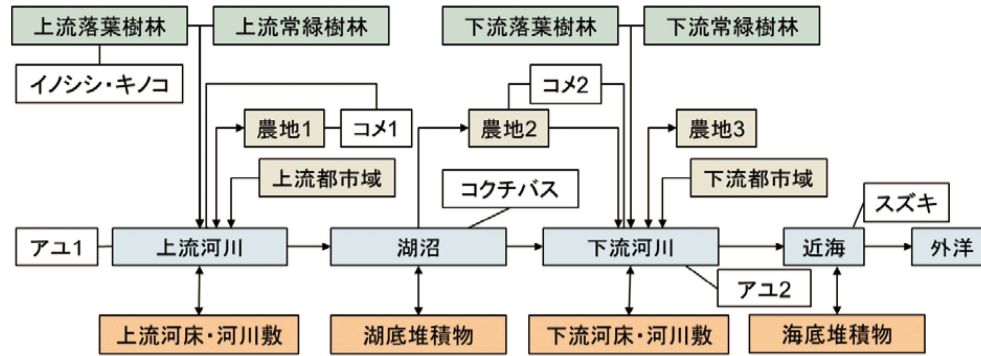 上流落葉樹林
上流常緑樹林
下流落葉樹林
下流常緑樹林
イノシシ・キノコ
コメ2
農地1
コメ1
農地2
農地3
上流都市域
コクチバス
下流都市域
スズキ
アユ1
上流河川
湖沼
下流河川
近海
外洋
アユ2
上流河床・河川敷
湖底堆積物
下流河床・河川敷
海底堆積物